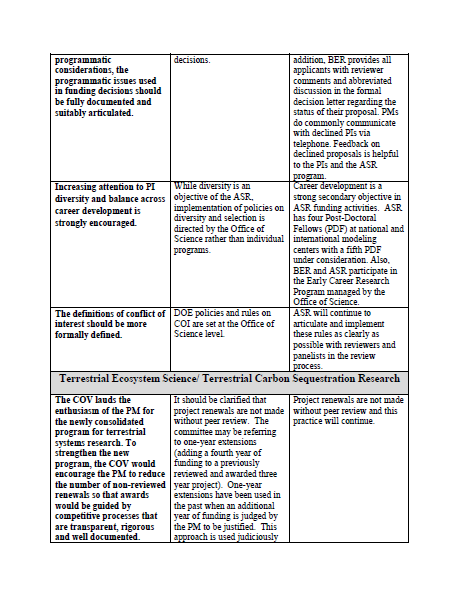 programmatic
considerations, the
programmatic issues used
in funding decisions should
be fully documented and
suitably articulated.
decisions.
addition, BER provides all
applicants with reviewer
comments and abbreviated
discussion in the formal
decision letter regarding the
status of their proposal. PMs
do commonly communicate
with declined PIs via
telephone. Feedback on
declined proposals is helpful
to the PIs and the ASR
program.
Increasing attention to PI
diversity and balance across
career development is
strongly encouraged.
While diversity is an
objective of the ASR,
implementation of policies on
diversity and selection is
directed by the Office of
Science rather than individual
programs.
Career development is a
strong secondary objective in
ASR funding activities. ASR
has four Post-Doctoral
Fellows (PDF) at national and
international modeling
centers with a fifth PDF
under consideration. Also,
BER and ASR participate in
the Early Career Research
Program managed by the
Office of Science.
The definitions of conflict of
interest should be more
formally defined.
DOE policies and rules on
COI are set at the Office of
Science level.
ASR will continue to
articulate and implement
these rules as clearly as
possible with reviewers and
panelists in the review
process.
Terrestrial Ecosystem Science/ Terrestrial Carbon Sequestration Research
The COV lauds the
enthusiasm of the PM for
the newly consolidated
program for terrestrial
systems research. To
strengthen the new
program, the COV would
encourage the PM to reduce
the number of non-reviewed
renewals so that awards
would be guided by
competitive processes that
are transparent, rigorous
and well documented.
It should be clarified that
project renewals are not made
without peer review. The
committee may be referring
to one-year extensions
(adding a fourth year of
funding to a previously
reviewed and awarded three
year project). One-year
extensions have been used in
the past when an additional
year of funding is judged by
the PM to be justified. This
approach is used judiciously
Project renewals are not made
without peer review and this
practice will continue.